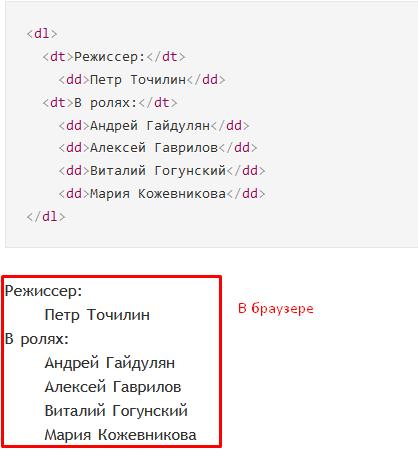 <dl>
<dt>Режиссер:</dt>
<dd>Петр Точилин</dd>
<dt>В ролях:</dt>
<dd>Андрей Гайдулян</dd>
<dd>Алексей Гаврилов</dd>
<dd>Виталий Гогунский</dd>
<dd>Мария Кожевникова</dd>
</dl>
Режиссер:
Петр Точилин
В ролях:
Андрей Гайдулян
Алексей Гаврилов
Виталий Гогунский
Мария Кожевникова
В браузере